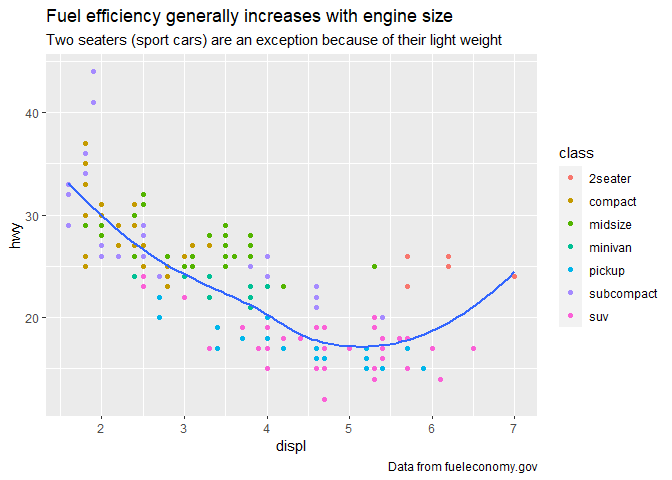 Fuel efficiency generally increases with engine size
Two seaters (sport cars) are an exception because of their light weight
hwy
40
30
20
2
3
4
5
6
7
displ
class
2seater
compact
midsize
minivan
pickup
subcompact
suv
Data from fueleconomy.gov